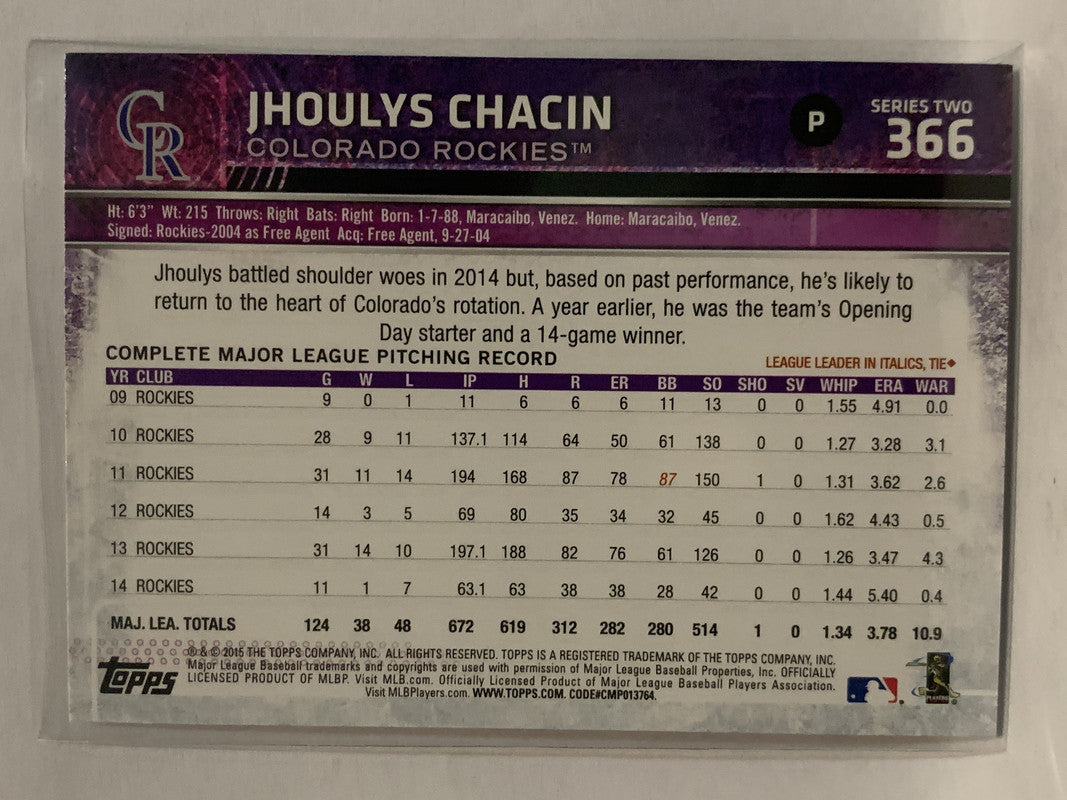 CR
JHOULYS CHACIN
COLORADO ROCKIES™
P
SERIES TWO
366
Ht: 6'3" Wt: 215 Throws: Right Bats: Right Born: 1-7-88, Maracaibo, Venez. Home: Maracaibo, Venez.
Signed: Rockies-2004 as Free Agent Acq: Free Agent, 9-27-04
Jhoulys battled shoulder woes in 2014 but, based on past performance, he's likely to
return to the heart of Colorado's rotation. A year earlier, he was the team's Opening
Day starter and a 14-game winner.
COMPLETE MAJOR LEAGUE PITCHING RECORD LEAGUE LEADER IN ITALICS, TIE◆
YR CLUB G W L IP H R ER BB SO SHO SV WHIP ERA WAR
09 ROCKIES 9 0 1 11 6 6 6 11 13 0 0 1.55 4.91 0.0
10 ROCKIES 28 9 11 137.1 114 64 50 61 138 0 0 1.27 3.28 3.1
11 ROCKIES 31 11 14 194 168 87 78 87 150 1 0 1.31 3.62 2.6
12 ROCKIES 14 3 5 69 80 35 34 32 45 0 0 1.62 4.43 0.5
13 ROCKIES 31 14 10 197.1 188 82 76 61 126 0 0 1.26 3.47 4.3
14 ROCKIES 11 1 7 63.1 63 38 38 28 42 0 0 1.44 5.40 0.4
MAJ. LEA. TOTALS 124 38 48 672 619 312 282 280 514 1 0 1.34 3.78 10.9
® & © 2015 THE TOPPS COMPANY, INC. ALL RIGHTS RESERVED. TOPPS IS A REGISTERED TRADEMARK OF THE TOPPS COMPANY, INC.
Major League Baseball trademarks and copyrights are used with permission of Major League Baseball Properties, Inc. OFFICIALLY
LICENSED PRODUCT OF MLBP. Visit MLB.com. Officially Licensed Product of Major League Baseball Players Association.
Visit MLBPlayers.com. WWW.TOPPS.COM. CODE#CMP013764.
Topps